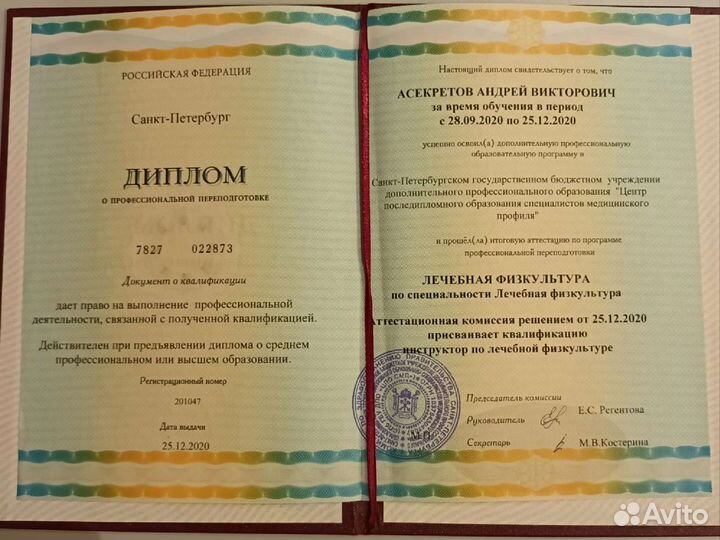 РОССИЙСКАЯ ФЕДЕРАЦИЯ
Санкт-Петербург
ДИПЛОМ
О ПРОФЕССИОНАЛЬНОЙ ПЕРЕПОДГОТОВКЕ
7827 022873
Документ о квалификации
дает право на выполнение профессиональной
деятельности, связанной с полученной квалификацией.
Действителен при предъявлении диплома о среднем
профессиональном или высшем образовании.
Регистрационный номер
201047
Дата выдачи
25.12.2020
Настоящий диплом свидетельствует о том, что
АСЕКРЕТОВ АНДРЕЙ ВИКТОРОВИЧ
за время обучения в период
с 28.09.2020 по 25.12.2020
успешно освоил(а) дополнительную профессиональную
образовательную программу в
Санкт-Петербургском государственном бюджетном учреждении
дополнительного профессионального образования "Центр
последипломного образования специалистов медицинского
профиля"
и прошёл(ла) итоговую аттестацию по программе
профессиональной переподготовки
ЛЕЧЕБНАЯ ФИЗКУЛЬТУРА
по специальности Лечебная физкультура
Аттестационная комиссия решением от 25.12.2020
присваивает квалификацию
инструктор по лечебной физкультуре
Председатель комиссии
Руководитель Е.С. Регентова
М.П.
Секретарь М.В.Костерина
Avito